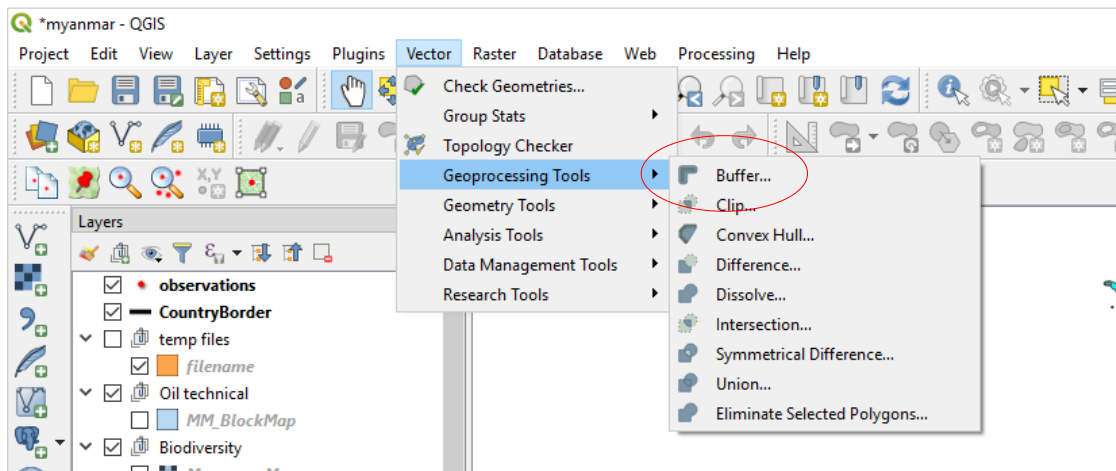 *myanmar - QGIS
Project Edit View Layer Settings Plugins Vector Raster Database Web Processing Help
Check Geometries...
Group Stats
Topology Checker
Geoprocessing Tools
Geometry Tools
Analysis Tools
Data Management Tools
Research Tools
Buffer...
Clip...
Convex Hull...
Difference...
Dissolve...
Intersection...
Symmetrical Difference...
Union...
Eliminate Selected Polygons...
X,Y
Layers
observations
CountryBorder
temp files
filename
Oil technical
MM_BlockMap
Biodiversity